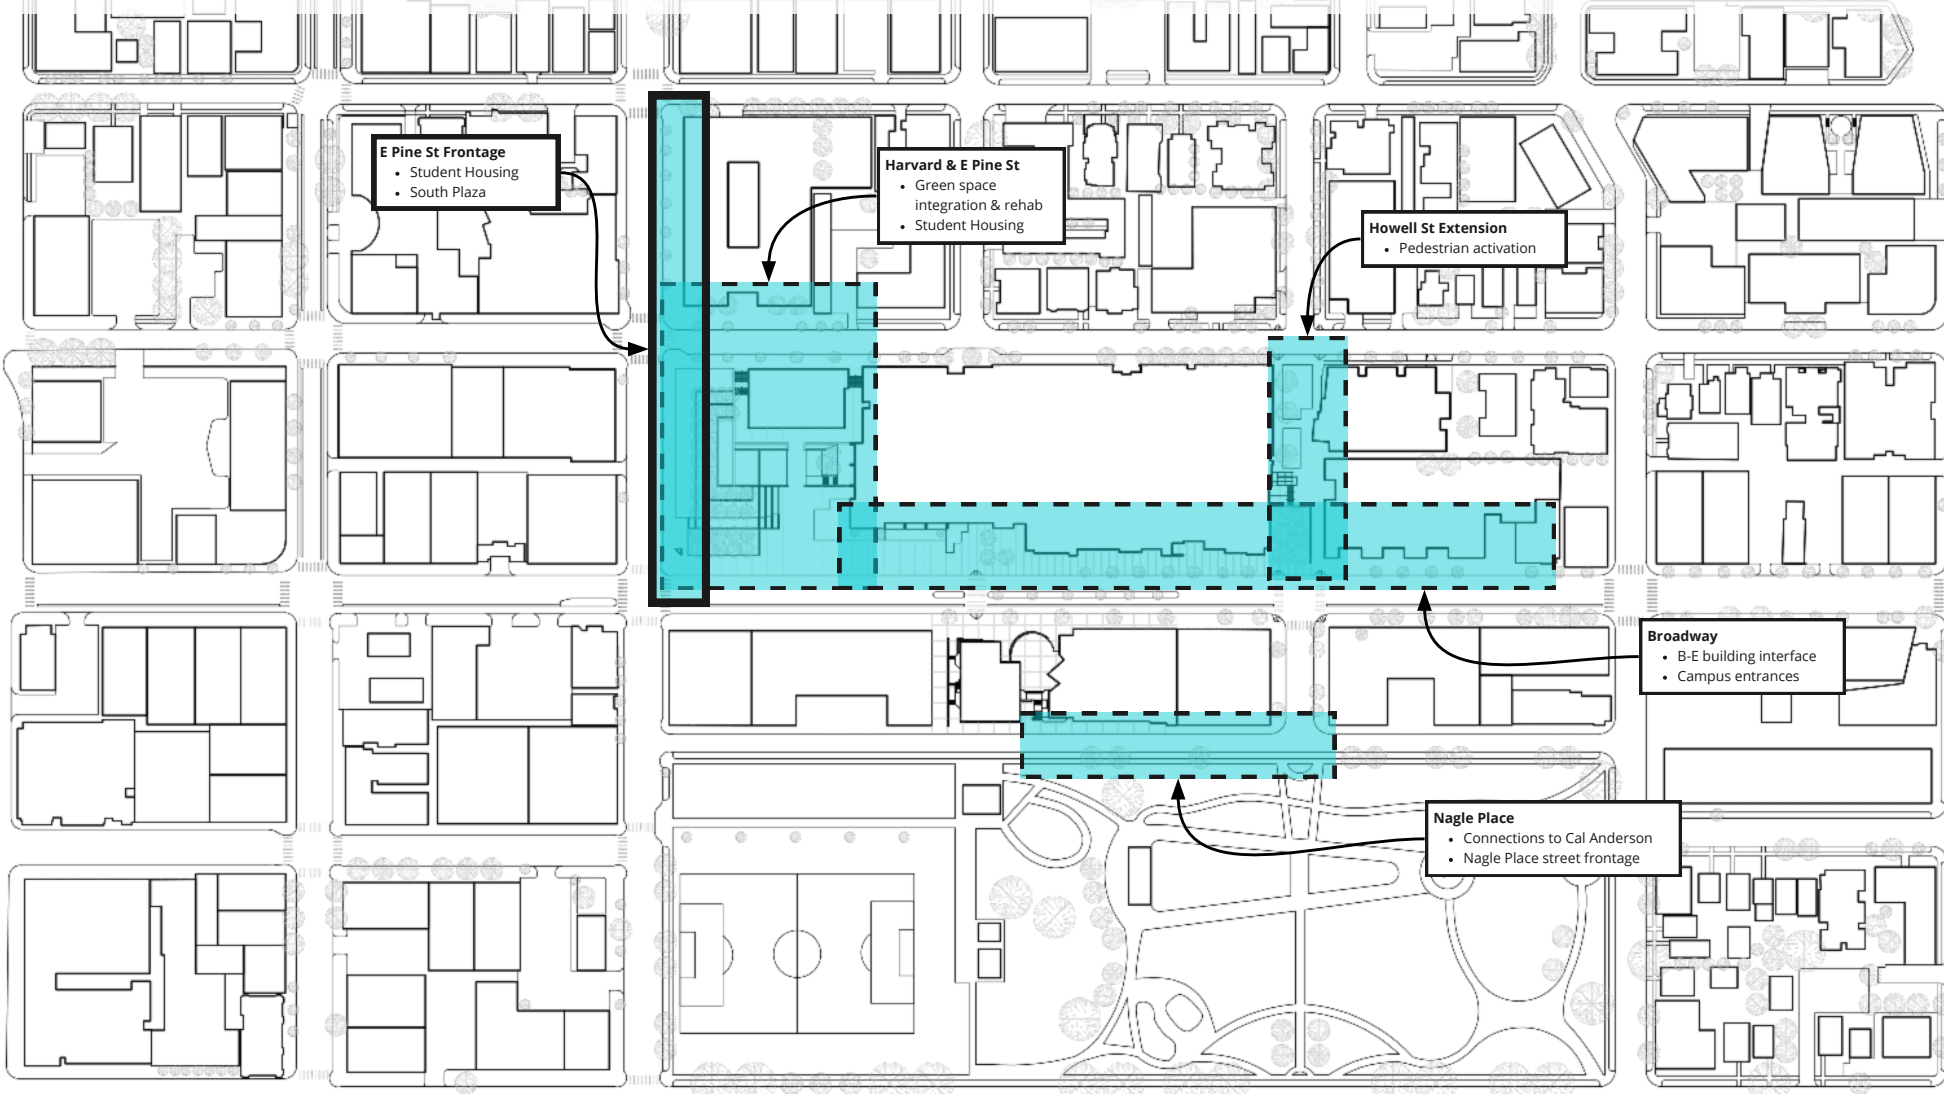 E Pine St Frontage
• Student Housing
• South Plaza
Harvard & E Pine St
• Green space
integration & rehab
• Student Housing
Howell St Extension
• Pedestrian activation
Broadway
• B-E building interface
• Campus entrances
Nagle Place
• Connections to Cal Anderson
• Nagle Place street frontage